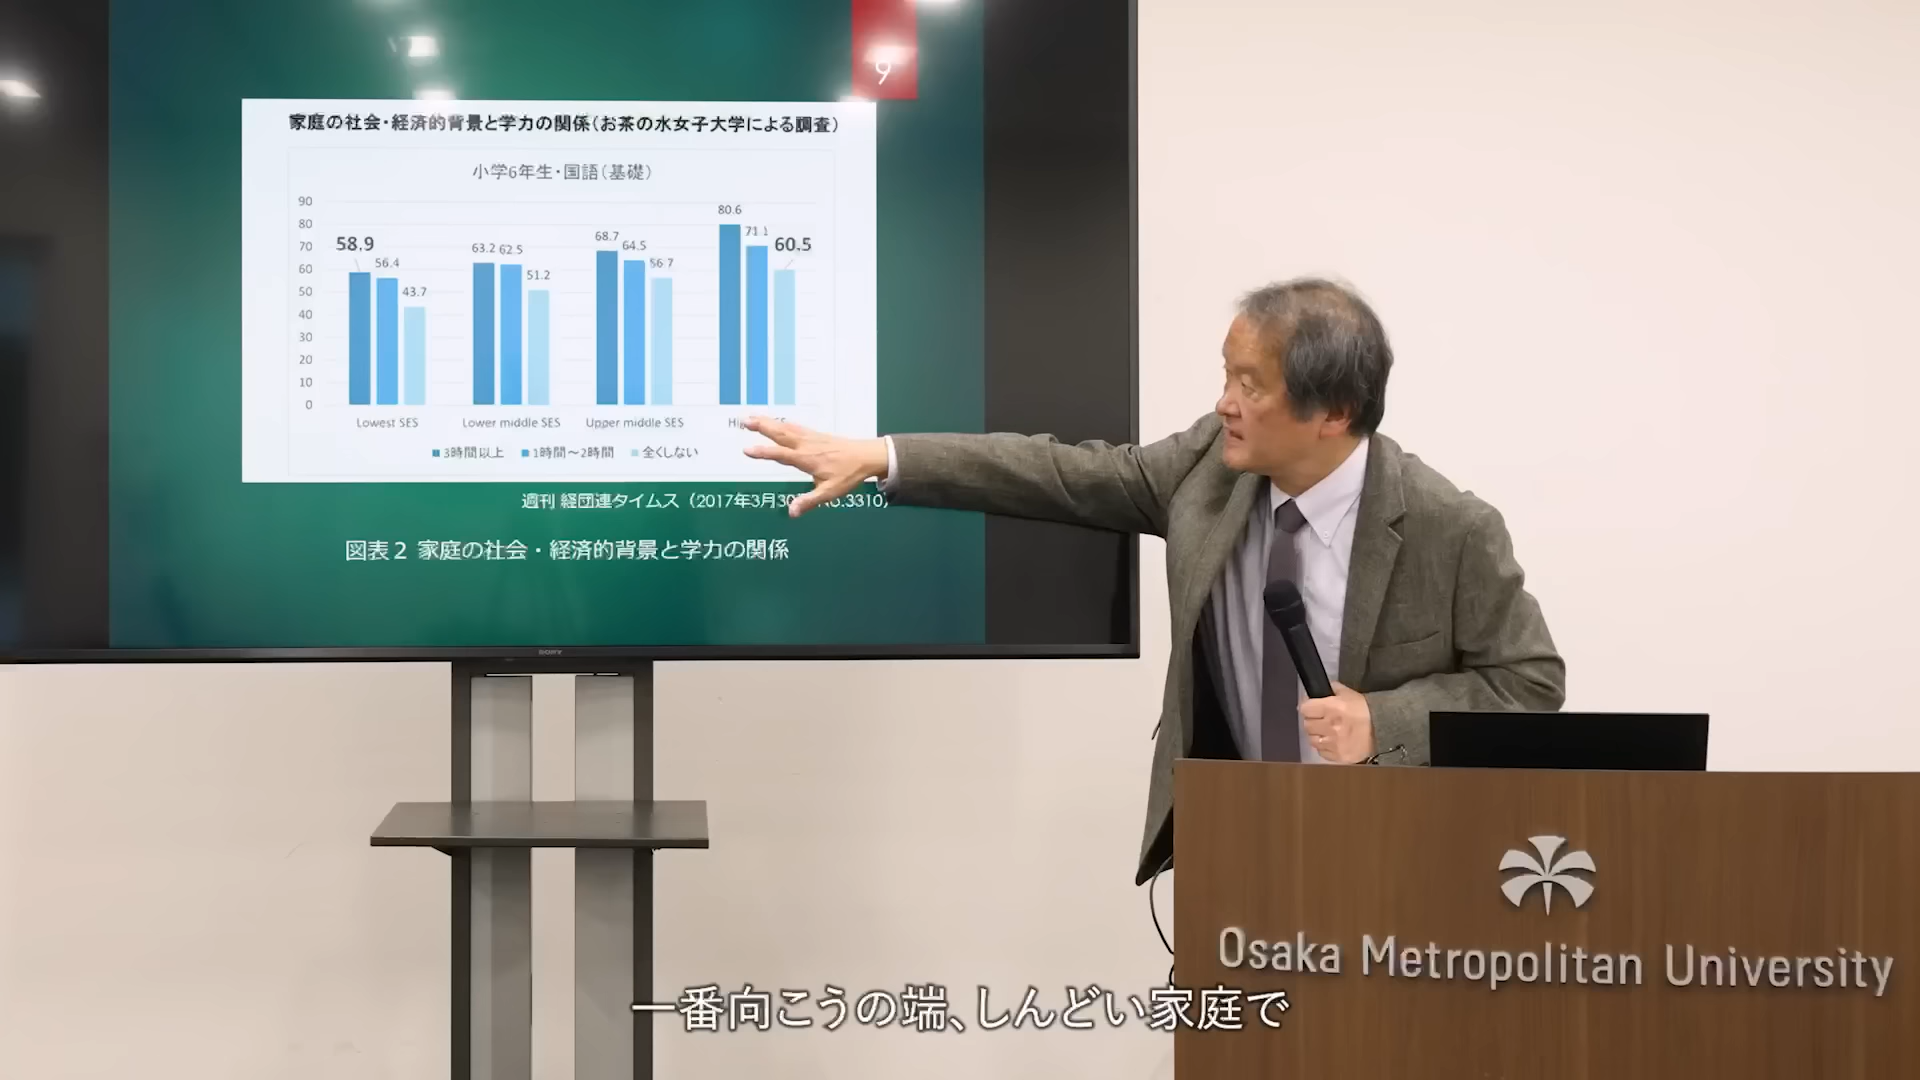 9
家庭の社会・経済的背景と学力の関係(お茶の水女子大学による調査)
小学6年生・国語(基礎)
90
80
70
60
50
40
30
20
10
0
58.9 56.4 43.7
63.2 62.5 51.2
68.7 64.5 56.7
80.6 71.1 60.5
Lowest SES Lower middle SES Upper middle SES
■3時間以上 ■1時間～2時間 ■全くしない
週刊 経団連タイムス(2017年3月30 No.3310)
図表2 家庭の社会・経済的背景と学力の関係
SONY
Osaka Metropolitan University
一番向こうの端、しんどい家庭で